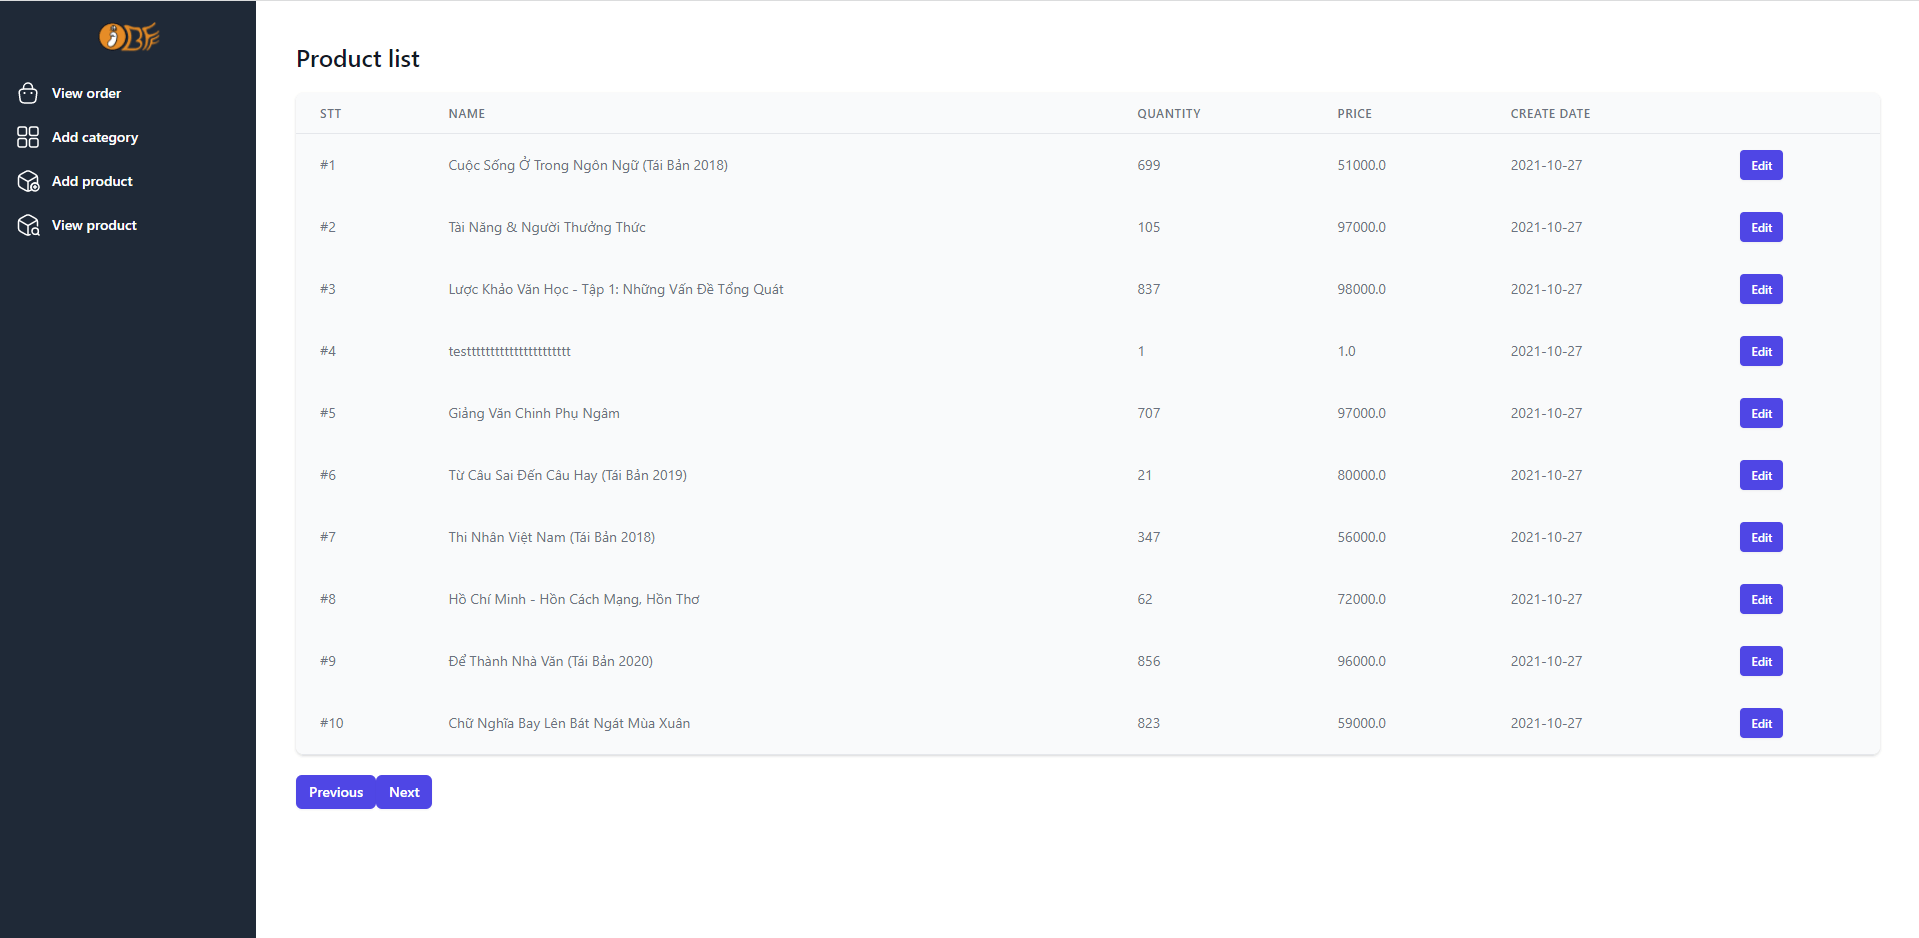 OBFF
View order
Add category
Add product
View product
Product list
STT NAME QUANTITY PRICE CREATE DATE
#1 Cuộc Sống Ở Trong Ngôn Ngữ (Tái Bản 2018) 699 51000.0 2021-10-27 Edit
#2 Tài Năng & Người Thưởng Thức 105 97000.0 2021-10-27 Edit
#3 Lược Khảo Văn Học - Tập 1: Những Vấn Đề Tổng Quát 837 98000.0 2021-10-27 Edit
#4 testttttttttttttttttttttt 1 1.0 2021-10-27 Edit
#5 Giảng Văn Chinh Phụ Ngâm 707 97000.0 2021-10-27 Edit
#6 Từ Câu Sai Đến Câu Hay (Tái Bản 2019) 21 80000.0 2021-10-27 Edit
#7 Thi Nhân Việt Nam (Tái Bản 2018) 347 56000.0 2021-10-27 Edit
#8 Hồ Chí Minh - Hồn Cách Mạng, Hồn Thơ 62 72000.0 2021-10-27 Edit
#9 Để Thành Nhà Văn (Tái Bản 2020) 856 96000.0 2021-10-27 Edit
#10 Chữ Nghĩa Bay Lên Bát Ngát Mùa Xuân 823 59000.0 2021-10-27 Edit
Previous Next